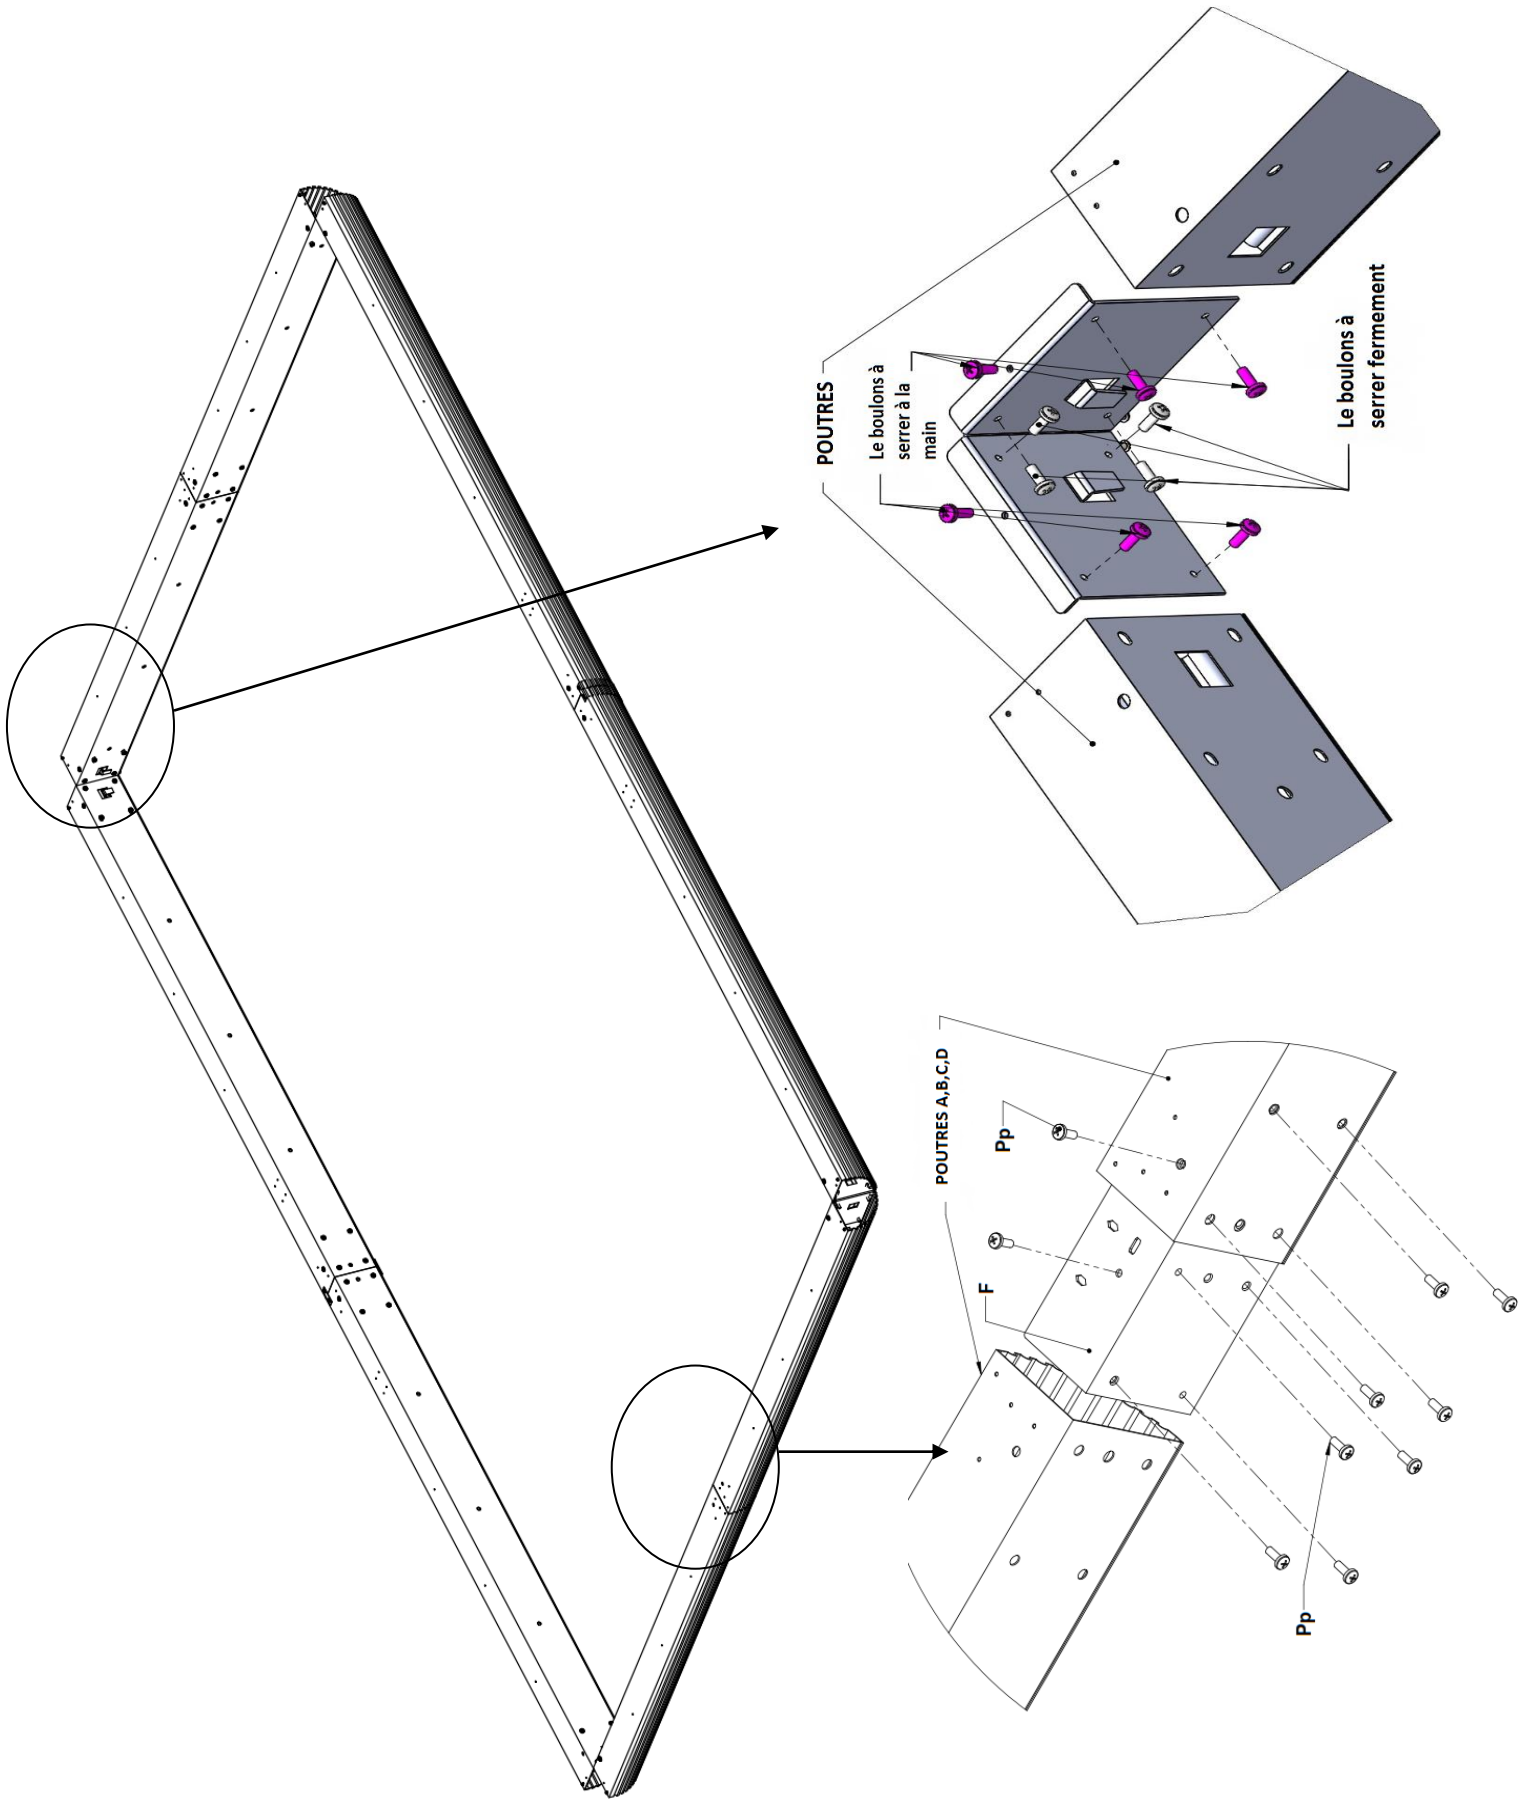 POUTRES
Le boulons à
serrer à la
main
Le boulons à
serrer fermement
POUTRES A,B,C,D
Pp
F
Pp